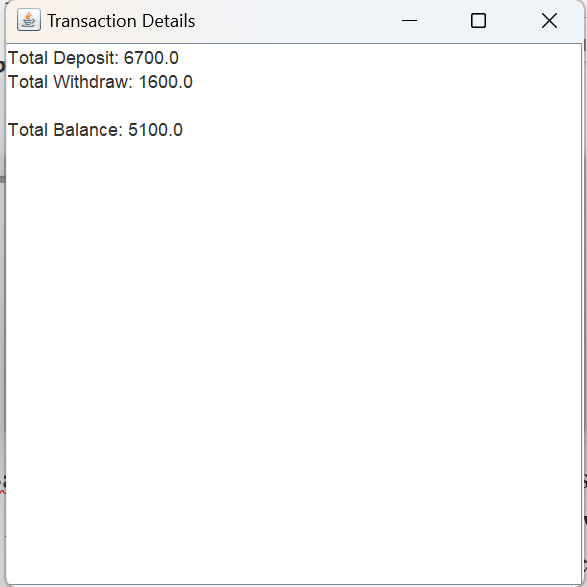 Transaction Details
Total Deposit: 6700.0
Total Withdraw: 1600.0
Total Balance: 5100.0